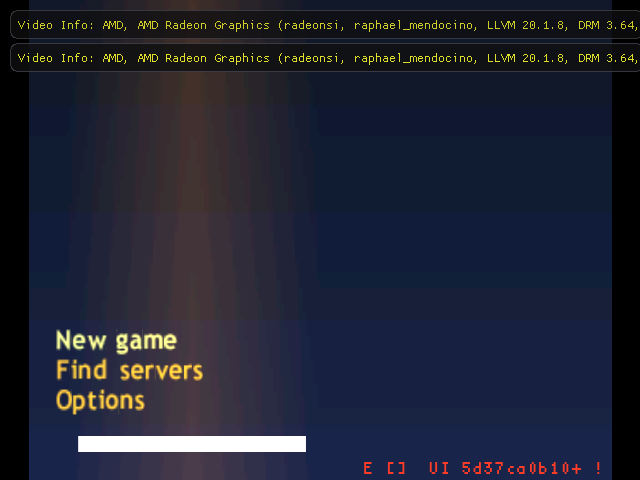 Video Info: AMD, AMD Radeon Graphics (radeonsi, raphael_mendocino, LLVM 20.1.8, DRM 3.64,
Video Info: AMD, AMD Radeon Graphics (radeonsi, raphael_mendocino, LLVM 20.1.8, DRM 3.64,
New game
Find servers
Options
E [] UI 5d37ca0b10+ !